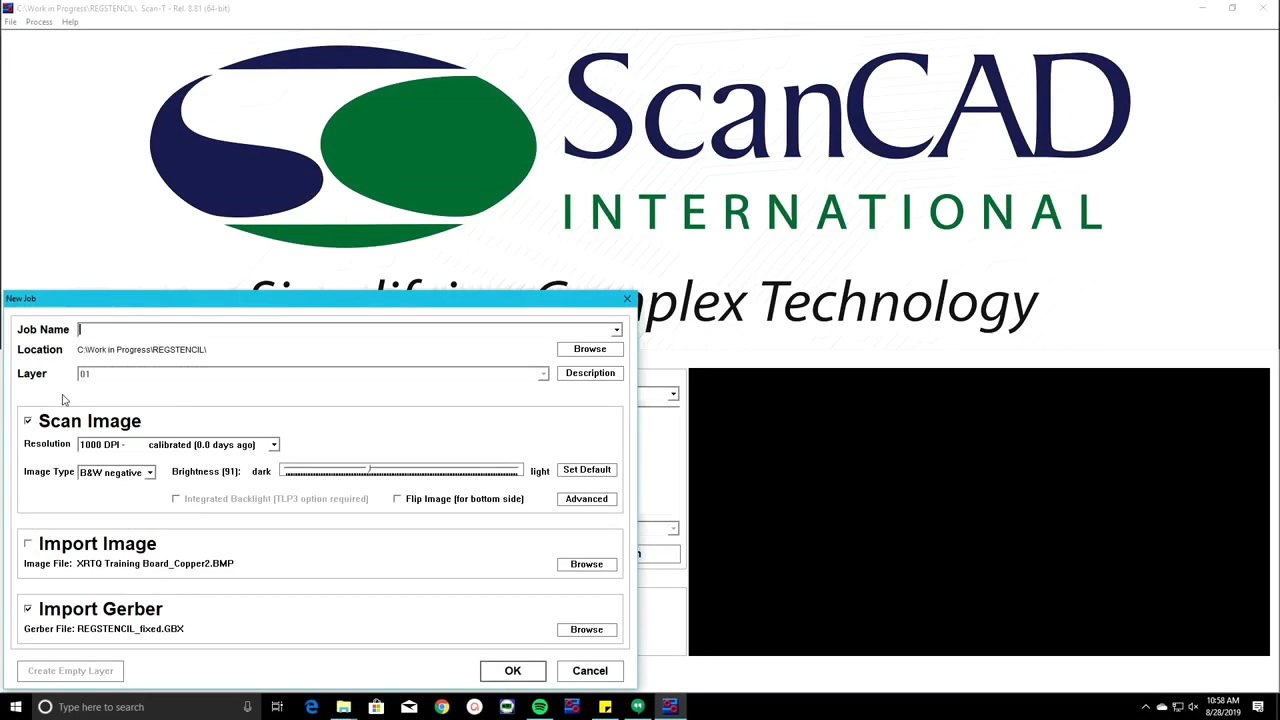 C:\Work in Progress\REGSTENCIL\ Scan-T - Rel. 8.81 (64-bit)
File Process Help
ScanCAD
INTERNATIONAL
New Job
Complex Technology
Job Name
Location C:\Work in Progress\REGSTENCIL\ Browse
Layer 01 Description
Scan Image
Resolution 1000 DPI - calibrated (0.0 days ago)
Image Type B&W negative Brightness (91): dark light Set Default
Integrated Backlight (TLP3 option required) Flip Image (for bottom side) Advanced
Import Image
Image File: XRTQ Training Board_Copper2.BMP Browse
Import Gerber
Gerber File: REGSTENCIL_fixed.GBX Browse
Create Empty Layer OK Cancel
Type here to search
10:58 AM
8/28/2019